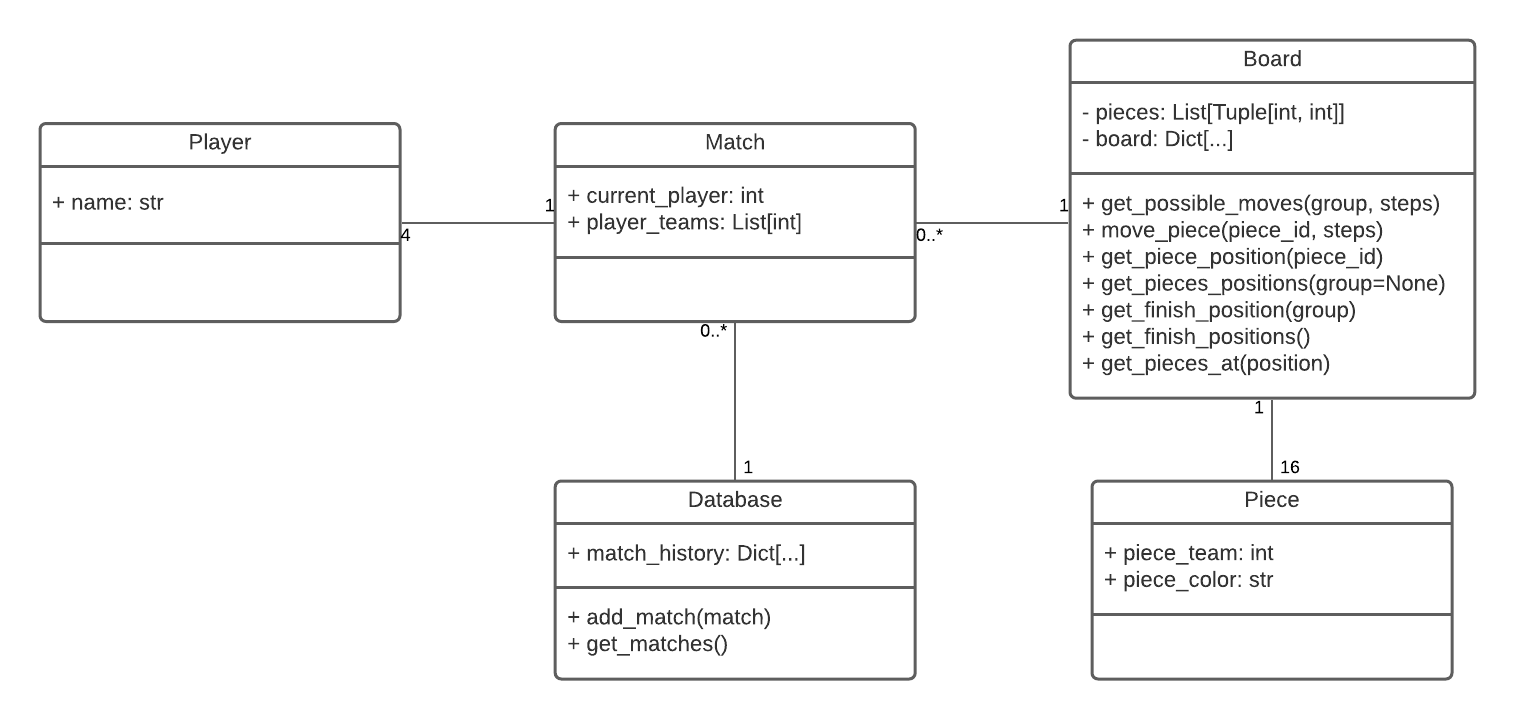 Player
+ name: str
4
1
Match
+ current_player: int
+ player_teams: List[int]
0..*
1
Board
- pieces: List[Tuple[int, int]]
- board: Dict[...]
+ get_possible_moves(group, steps)
+ move_piece(piece_id, steps)
+ get_piece_position(piece_id)
+ get_pieces_positions(group=None)
+ get_finish_position(group)
+ get_finish_positions()
+ get_pieces_at(position)
0..*
1
Database
+ match_history: Dict[...]
+ add_match(match)
+ get_matches()
1
16
Piece
+ piece_team: int
+ piece_color: str